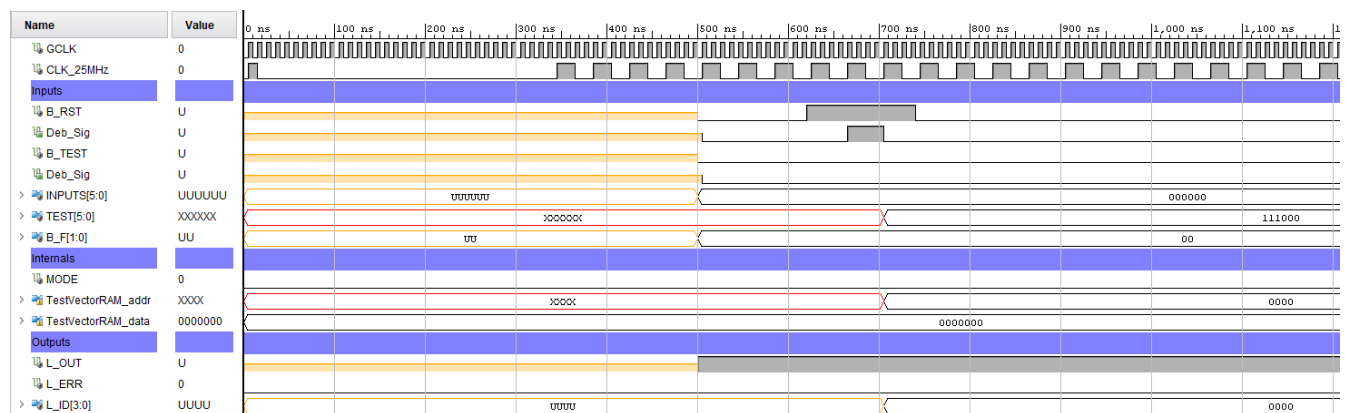 Name Value 0 ns 100 ns 200 ns 300 ns 400 ns 500 ns 600 ns 700 ns 800 ns 900 ns 1,000 ns 1,100 ns
GCLK 0
CLK_25MHz 0
Inputs
B_RST U
Deb_Sig U
B_TEST U
Deb_Sig U
> INPUTS[5:0] UUUUUU UUUUUU 000000
> TEST[5:0] XXXXXX XXXXXX 111000
> B_F[1:0] UU UU 00
Internals
MODE 0
> TestVectorRAM_addr XXXX XXXX 0000
> TestVectorRAM_data 0000000 0000000
Outputs
L_OUT U
L_ERR 0
> L_ID[3:0] UUUU UUUU 0000